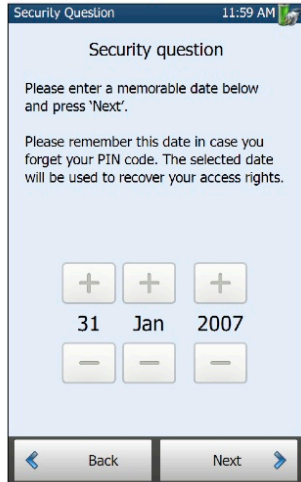 Security Question 11:59 AM
Security question
Please enter a memorable date below
and press ‘Next’.
Please remember this date in case you
forget your PIN code. The selected date
will be used to recover your access rights.
+ + +
31 Jan 2007
— — —
Back Next